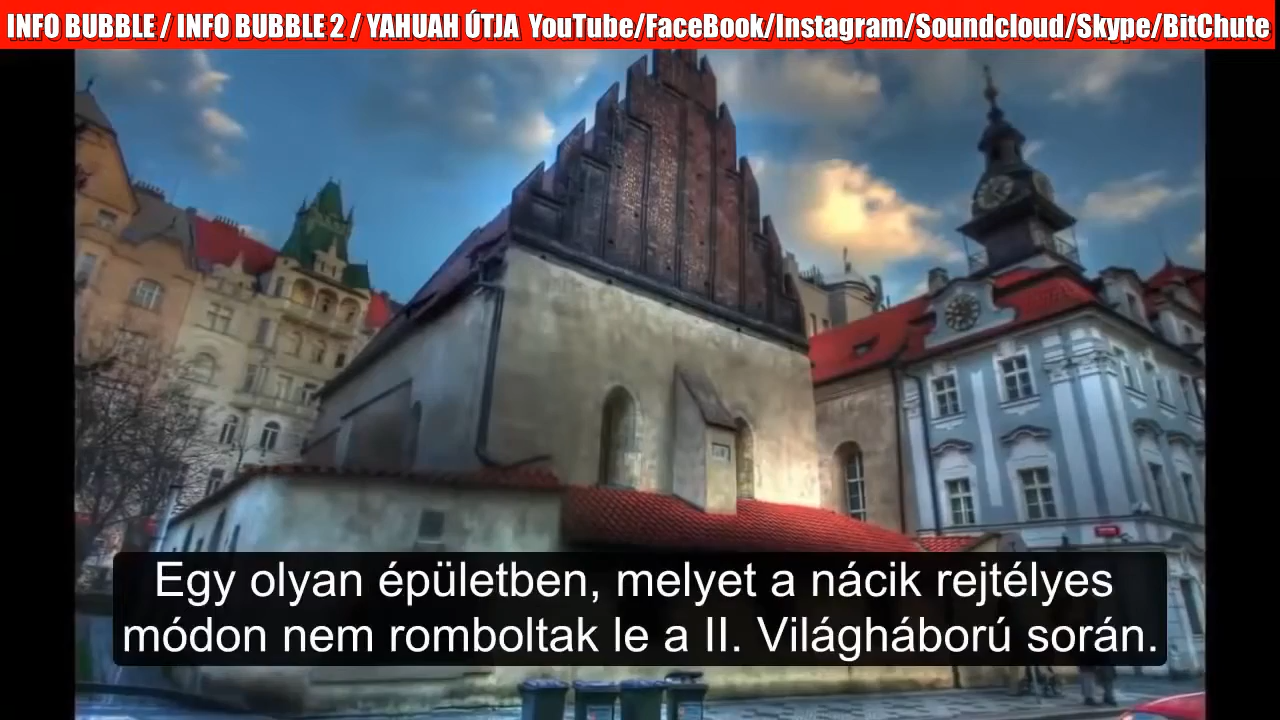 INFO BUBBLE / INFO BUBBLE 2 / YAHUAH ÚTJA YouTube/FaceBook/Instagram/Soundcloud/Skype/BitChute
Egy olyan épületben, melyet a nácik rejtélyes
módon nem romboltak le a II. Világháború során.